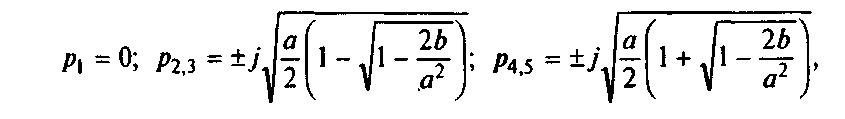 p₁ = 0; p₂,₃ = ±j√(a/2(1 − √(1 − 2b/a²))); p₄,₅ = ±j√(a/2(1 + √(1 − 2b/a²))),